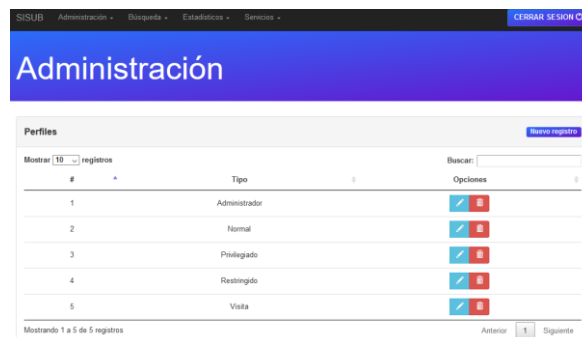 SISUB Administración Búsqueda Estadísticos Servicios CERRAR SESION
Administración
Perfiles Nuevo registro
Mostrar 10 registros Buscar:
# Tipo Opciones
1 Administrador
2 Normal
3 Privilegiado
4 Restringido
5 Visita
Mostrando 1 a 5 de 5 registros Anterior 1 Siguiente